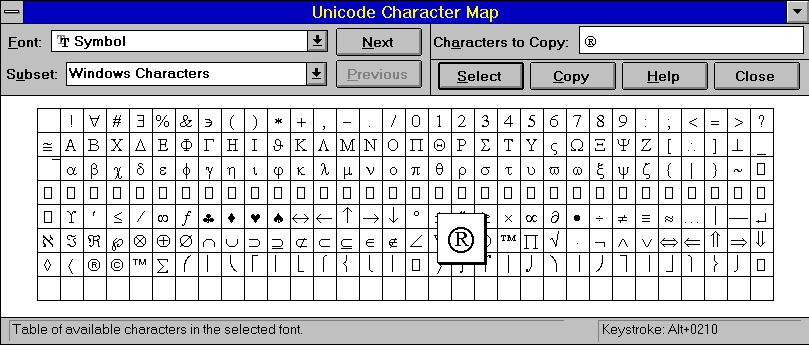 Unicode Character Map
Font: Symbol
Next
Characters to Copy: ®
Subset: Windows Characters
Previous
Select Copy Help Close
! ∀ # ∃ % & ∍ ( ) * + , − . / 0 1 2 3 4 5 6 7 8 9 : ; < = > ?
≅ Α Β Χ Δ Ε Φ Γ Η Ι ϑ Κ Λ Μ Ν Ο Π Θ Ρ Σ Τ Υ ς Ω Ξ Ψ Ζ [ ∴ ] ⊥ _
‾ α β χ δ ε φ γ η ι ϕ κ λ μ ν ο π θ ρ σ τ υ ϖ ω ξ ψ ζ { | } ~ ▯
▯ ▯ ▯ ▯ ▯ ▯ ▯ ▯ ▯ ▯ ▯ ▯ ▯ ▯ ▯ ▯ ▯ ▯ ▯ ▯ ▯ ▯ ▯ ▯ ▯ ▯ ▯ ▯ ▯ ▯ ▯ ▯
▯ ϒ ′ ≤ ⁄ ∞ ƒ ♣ ♦ ♥ ♠ ↔ ← ↑ → ↓ ° × ∝ ∂ • ÷ ≠ ≡ ≈ … | — ↵
ℵ ℑ ℜ ℘ ⊗ ⊕ ∅ ∩ ∪ ⊃ ⊇ ⊄ ⊂ ⊆ ∈ ∉ ∠ ® ™ ∏ √ ⋅ ¬ ∧ ∨ ⇔ ⇐ ⇑ ⇒ ⇓
◊ 〈 ® © ™ ∑ ⎛ ⎜ ⎝ ⎡ ⎢ ⎣ ⎧ ⎨ ⎩ ⎪ ▯ 〉 ∫ ⌠ ⎮ ⌡ ⎞ ⎟ ⎠ ⎤ ⎥ ⎦ ⎫ ⎬ ⎭ ▯
Table of available characters in the selected font.
Keystroke: Alt+0210